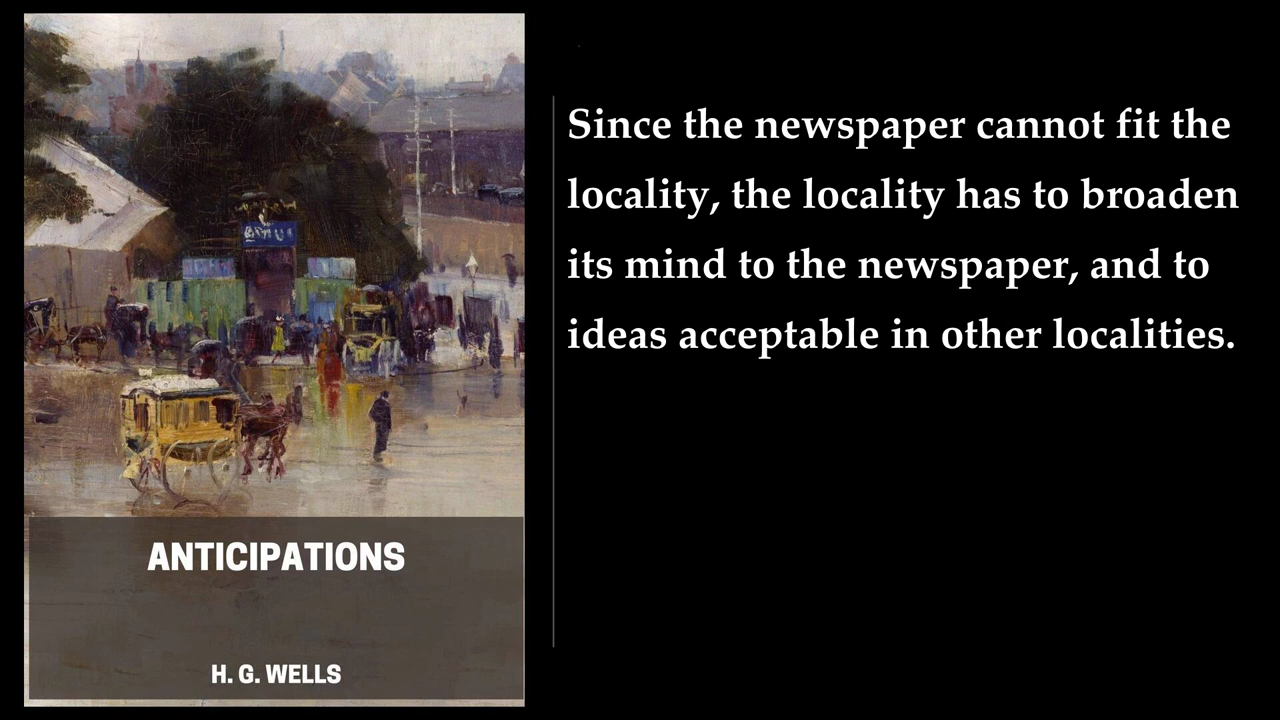 Since the newspaper cannot fit the
locality, the locality has to broaden
its mind to the newspaper, and to
ideas acceptable in other localities.
ANTICIPATIONS
H. G. WELLS